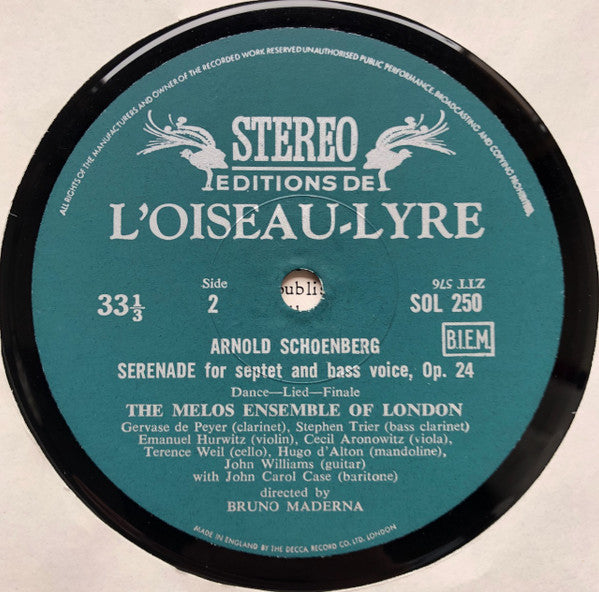 ALL RIGHTS OF THE MANUFACTURERS AND OWNER OF THE RECORDED WORK RESERVED UNAUTHORISED PUBLIC PERFORMANCE, BROADCASTING AND COPYING PROHIBITED.
STEREO
EDITIONS DE
L'OISEAU-LYRE
Side
2
33⅓
ZTT 576
SOL 250
B.I.E.M.
ARNOLD SCHOENBERG
SERENADE for septet and bass voice, Op. 24
Dance—Lied—Finale
THE MELOS ENSEMBLE OF LONDON
Gervase de Peyer (clarinet), Stephen Trier (bass clarinet)
Emanuel Hurwitz (violin), Cecil Aronowitz (viola),
Terence Weil (cello), Hugo d'Alton (mandoline),
John Williams (guitar)
with John Carol Case (baritone)
directed by
BRUNO MADERNA
MADE IN ENGLAND BY THE DECCA RECORD CO. LTD. LONDON